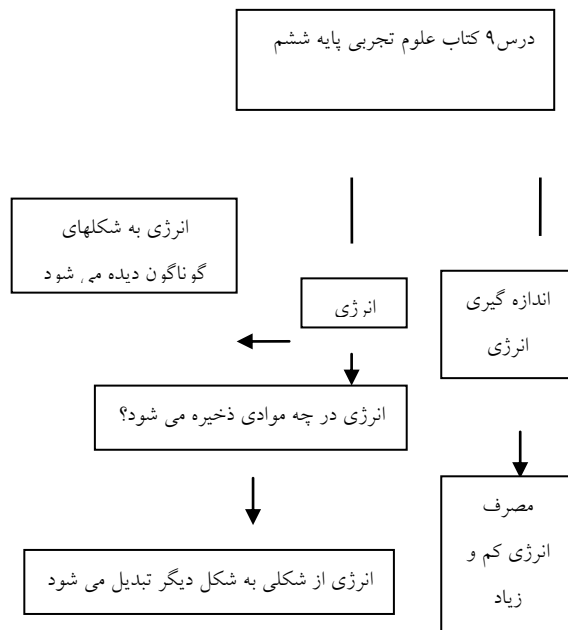 درس۹ کتاب علوم تجربی پایه ششم
انرژی به شکلهای
گوناگون دیده می شود
انرژی
اندازه گیری
انرژی
انرژی در چه موادی ذخیره می شود؟
مصرف
انرژی کم و
زیاد
انرژی از شکلی به شکل دیگر تبدیل می شود